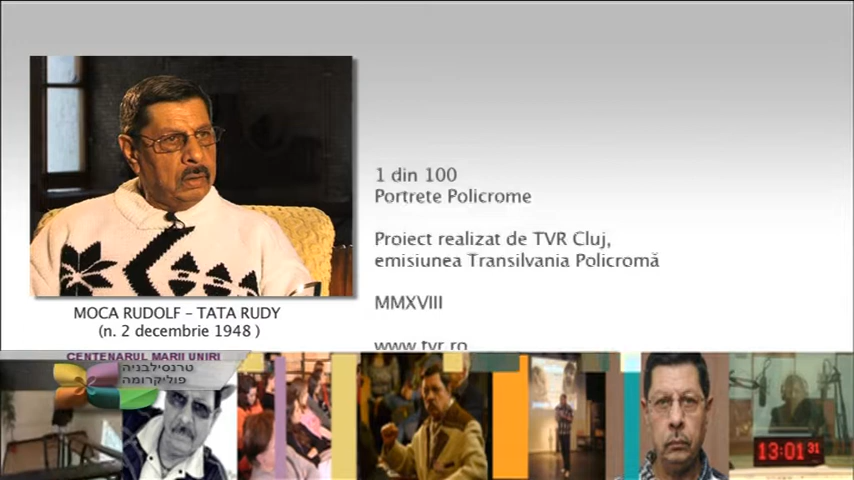 1 din 100
Portrete Policrome
Proiect realizat de TVR Cluj,
emisiunea Transilvania Policromă
MMXVIII
www.tvr.ro
MOCA RUDOLF – TATA RUDY
(n. 2 decembrie 1948 )
CENTENARUL MARII UNIRI
טרנסילבניה
פוליקרומה
13:01 31